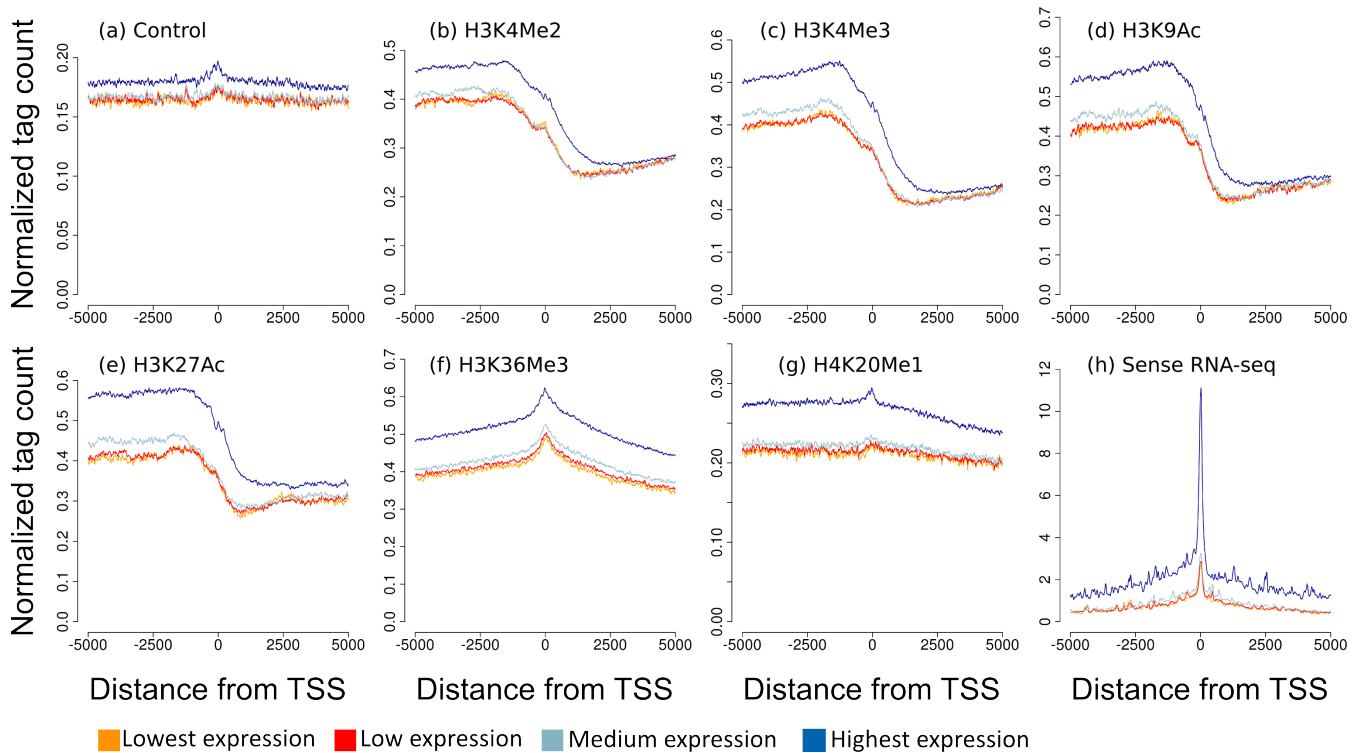 Normalized tag count
(a) Control
0.00 0.05 0.10 0.15 0.20
-5000 -2500 0 2500 5000
(b) H3K4Me2
0.0 0.1 0.2 0.3 0.4 0.5
-5000 -2500 0 2500 5000
(c) H3K4Me3
0.0 0.1 0.2 0.3 0.4 0.5 0.6
-5000 -2500 0 2500 5000
(d) H3K9Ac
0.0 0.1 0.2 0.3 0.4 0.5 0.6 0.7
-5000 -2500 0 2500 5000
Normalized tag count
(e) H3K27Ac
0.0 0.1 0.2 0.3 0.4 0.5 0.6
-5000 -2500 0 2500 5000
(f) H3K36Me3
0.0 0.1 0.2 0.3 0.4 0.5 0.6 0.7
-5000 -2500 0 2500 5000
(g) H4K20Me1
0.00 0.10 0.20 0.30
-5000 -2500 0 2500 5000
(h) Sense RNA-seq
0 2 4 6 8 10 12
-5000 -2500 0 2500 5000
Distance from TSS
Distance from TSS
Distance from TSS
Distance from TSS
Lowest expression
Low expression
Medium expression
Highest expression